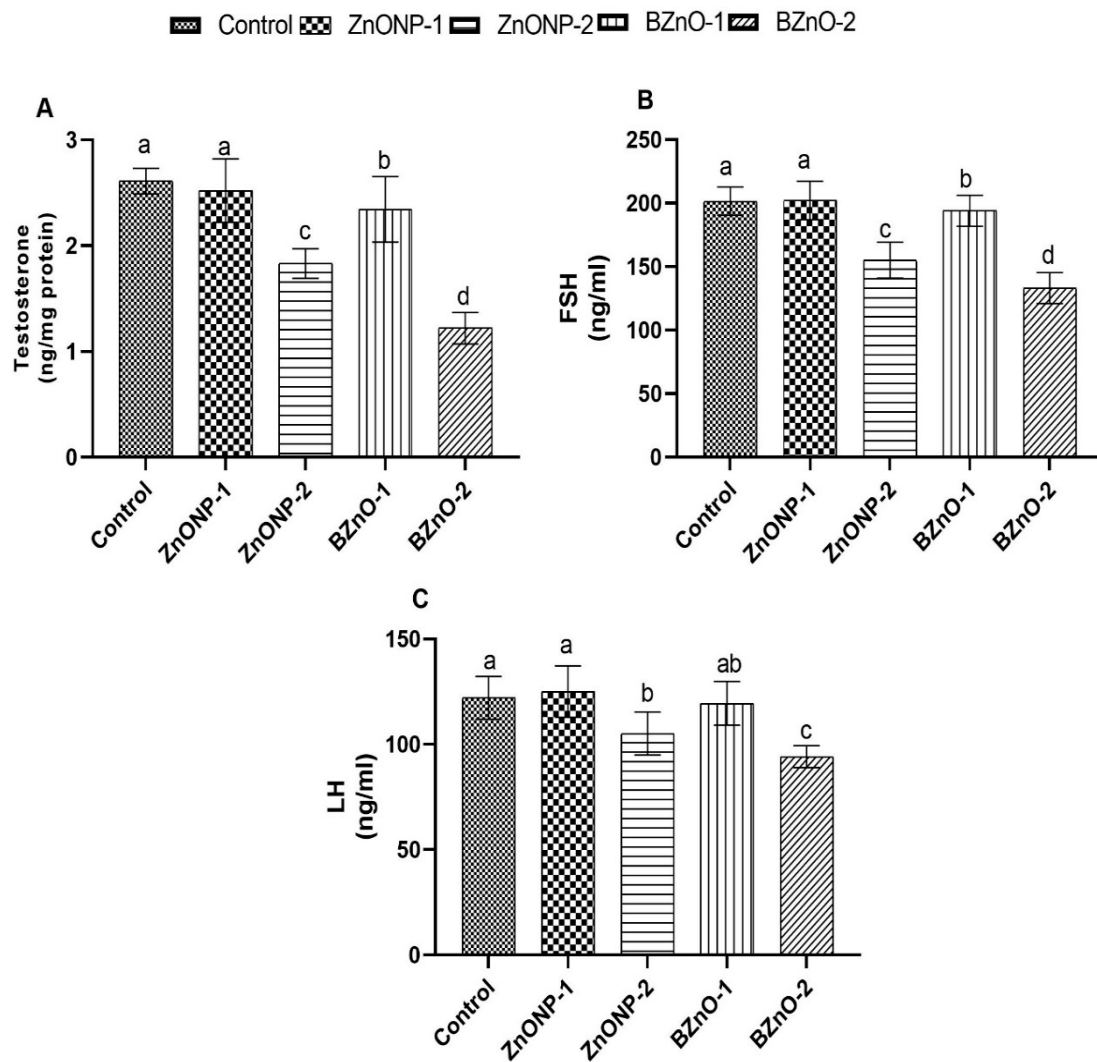 Control ZnONP-1 ZnONP-2 BZnO-1 BZnO-2
A
Testosterone
(ng/mg protein)
3
2
1
0
a a c b d
Control ZnONP-1 ZnONP-2 BZnO-1 BZnO-2
B
FSH
(ng/ml)
250
200
150
100
50
0
a a c b d
Control ZnONP-1 ZnONP-2 BZnO-1 BZnO-2
C
LH
(ng/ml)
150
100
50
0
a a b ab c
Control ZnONP-1 ZnONP-2 BZnO-1 BZnO-2